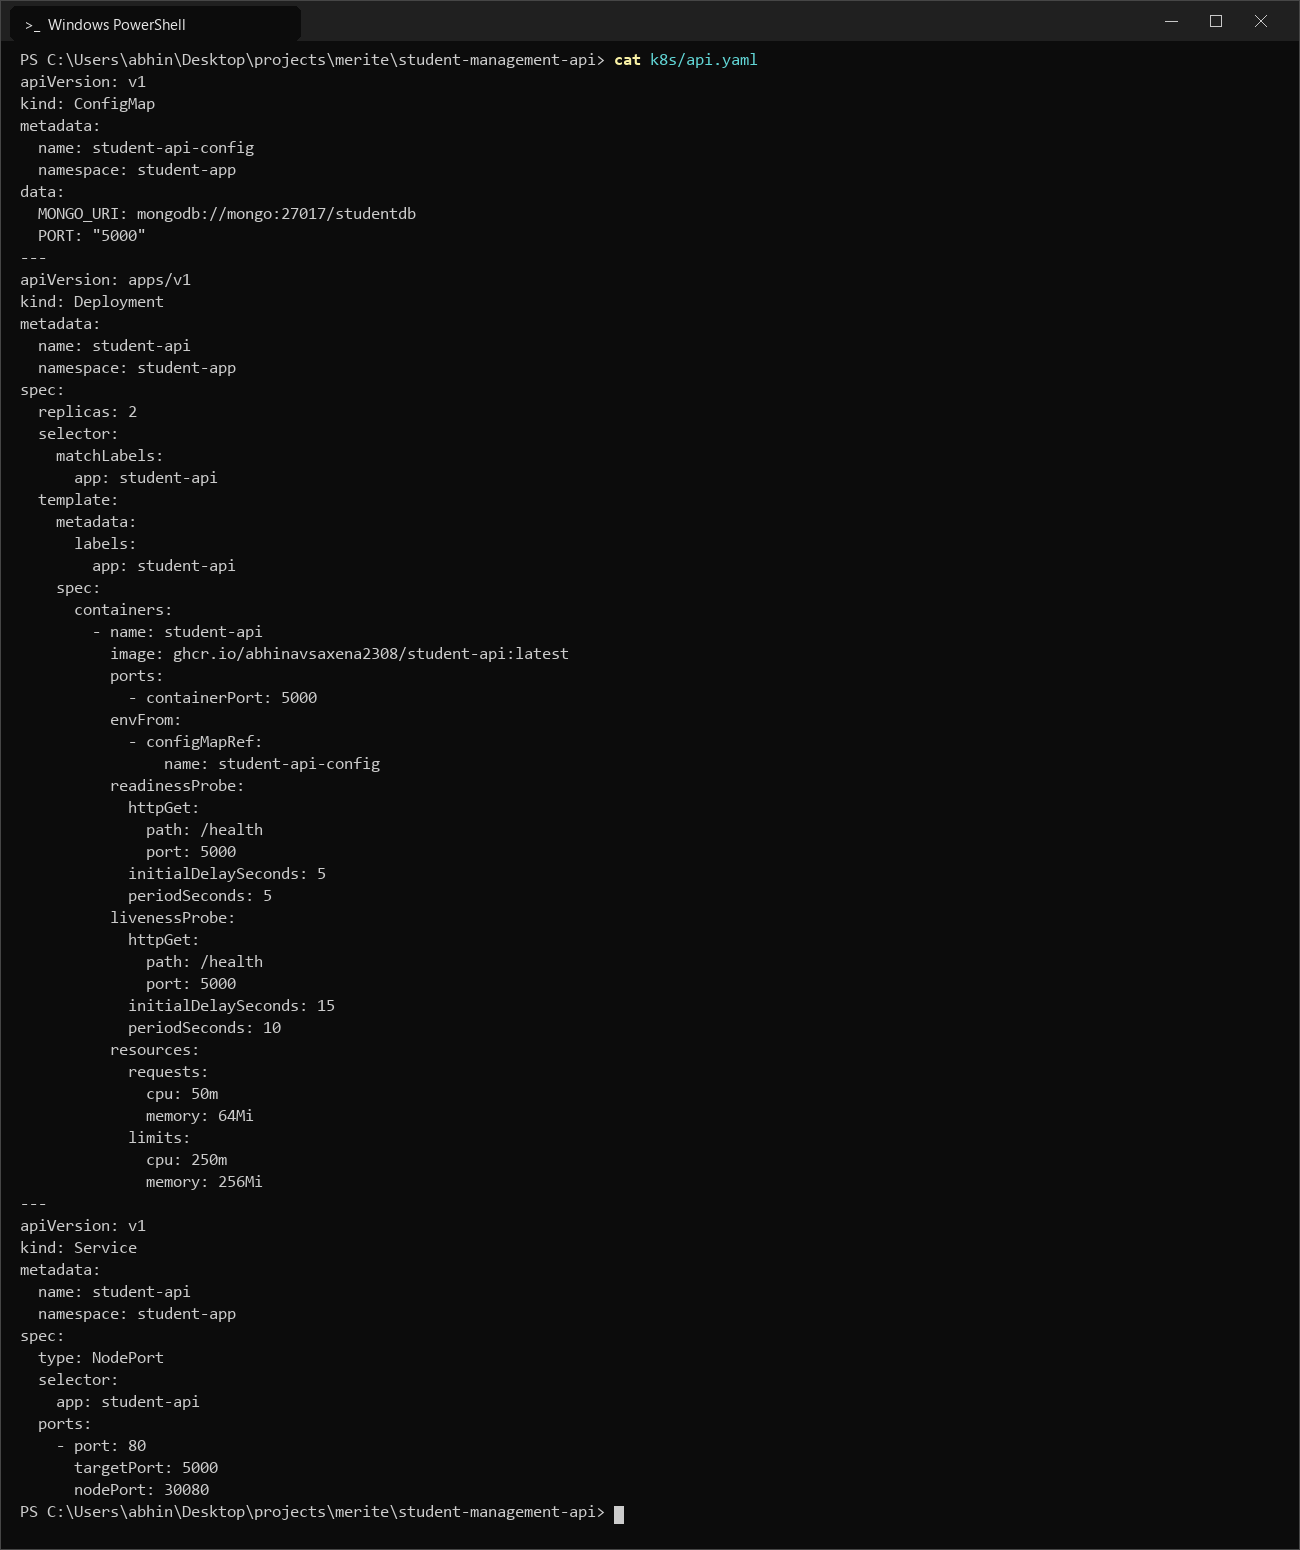 >_ Windows PowerShell
PS C:\Users\abhin\Desktop\projects\merite\student-management-api> cat k8s/api.yaml
apiVersion: v1
kind: ConfigMap
metadata:
  name: student-api-config
  namespace: student-app
data:
  MONGO_URI: mongodb://mongo:27017/studentdb
  PORT: "5000"
---
apiVersion: apps/v1
kind: Deployment
metadata:
  name: student-api
  namespace: student-app
spec:
  replicas: 2
  selector:
    matchLabels:
      app: student-api
  template:
    metadata:
      labels:
        app: student-api
    spec:
      containers:
        - name: student-api
          image: ghcr.io/abhinavsaxena2308/student-api:latest
          ports:
            - containerPort: 5000
          envFrom:
            - configMapRef:
                name: student-api-config
          readinessProbe:
            httpGet:
              path: /health
              port: 5000
            initialDelaySeconds: 5
            periodSeconds: 5
          livenessProbe:
            httpGet:
              path: /health
              port: 5000
            initialDelaySeconds: 15
            periodSeconds: 10
          resources:
            requests:
              cpu: 50m
              memory: 64Mi
            limits:
              cpu: 250m
              memory: 256Mi
---
apiVersion: v1
kind: Service
metadata:
  name: student-api
  namespace: student-app
spec:
  type: NodePort
  selector:
    app: student-api
  ports:
    - port: 80
      targetPort: 5000
      nodePort: 30080
PS C:\Users\abhin\Desktop\projects\merite\student-management-api>